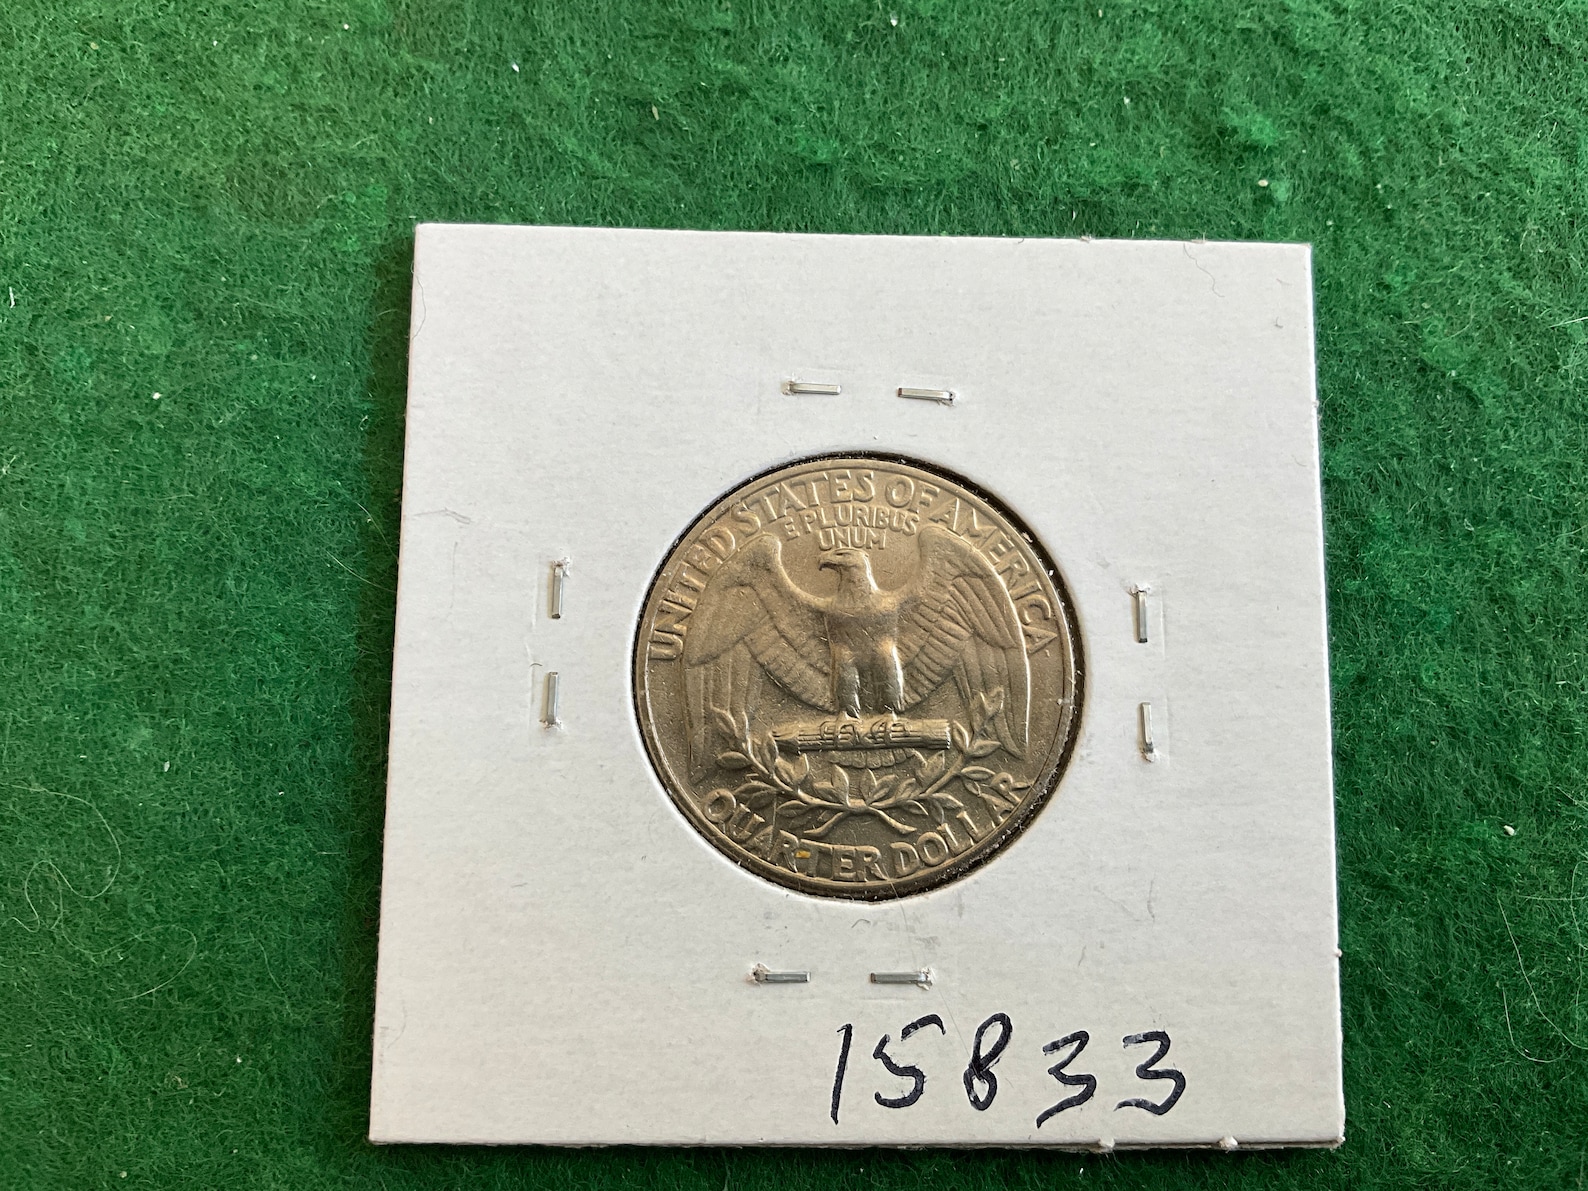 UNITED STATES OF AMERICA
E PLURIBUS
UNUM
QUARTER DOLLAR
15833